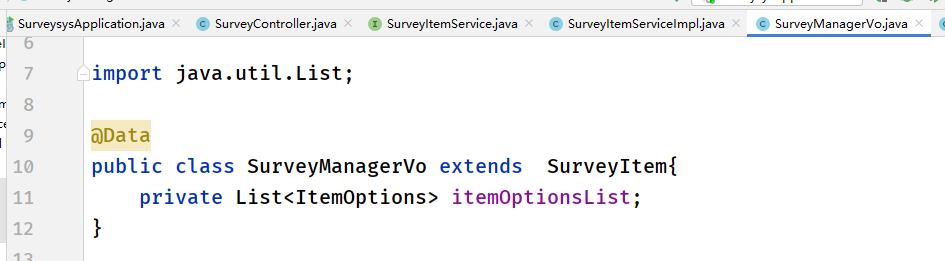 SurveysysApplication.java SurveyController.java SurveyItemService.java SurveyItemServiceImpl.java SurveyManagerVo.java
6
7 import java.util.List;
8
9 @Data
10 public class SurveyManagerVo extends  SurveyItem{
11     private List<ItemOptions> itemOptionsList;
12 }
13